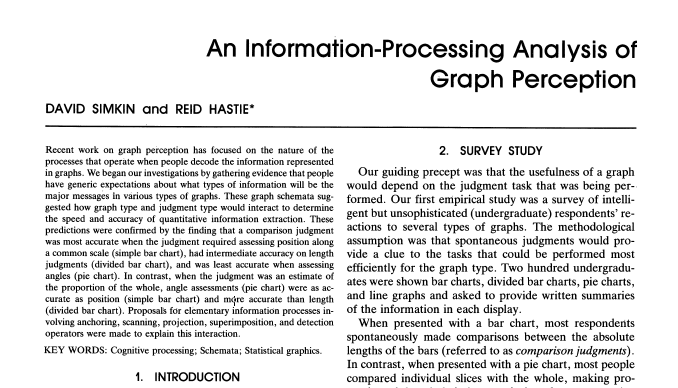 An Information-Processing Analysis of
Graph Perception
DAVID SIMKIN and REID HASTIE*
Recent work on graph perception has focused on the nature of the
processes that operate when people decode the information represented
in graphs. We began our investigations by gathering evidence that people
have generic expectations about what types of information will be the
major messages in various types of graphs. These graph schemata sug-
gested how graph type and judgment type would interact to determine
the speed and accuracy of quantitative information extraction. These
predictions were confirmed by the finding that a comparison judgment
was most accurate when the judgment required assessing position along
a common scale (simple bar chart), had intermediate accuracy on length
judgments (divided bar chart), and was least accurate when assessing
angles (pie chart). In contrast, when the judgment was an estimate of
the proportion of the whole, angle assessments (pie chart) were as ac-
curate as position (simple bar chart) and more accurate than length
(divided bar chart). Proposals for elementary information processes in-
volving anchoring, scanning, projection, superimposition, and detection
operators were made to explain this interaction.
KEY WORDS: Cognitive processing; Schemata; Statistical graphics.
1. INTRODUCTION
2. SURVEY STUDY
Our guiding precept was that the usefulness of a graph
would depend on the judgment task that was being per-
formed. Our first empirical study was a survey of intelli-
gent but unsophisticated (undergraduate) respondents' re-
actions to several types of graphs. The methodological
assumption was that spontaneous judgments would pro-
vide a clue to the tasks that could be performed most
efficiently for the graph type. Two hundred undergradu-
ates were shown bar charts, divided bar charts, pie charts,
and line graphs and asked to provide written summaries
of the information in each display.
When presented with a bar chart, most respondents
spontaneously made comparisons between the absolute
lengths of the bars (referred to as comparison judgments).
In contrast, when presented with a pie chart, most people
compared individual slices with the whole, making pro-